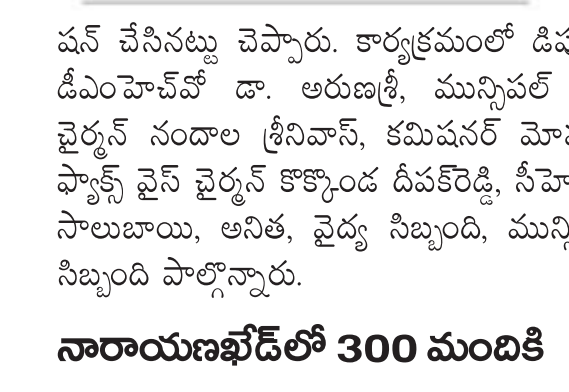 షన్ చేసినట్టు చెప్పారు. కార్యక్రమంలో
డీఎంహెచ్‌వో డా. అరుణశ్రీ, మున్సిపల్
చైర్మన్ నందాల శ్రీనివాస్, కమిషనర్
ఫ్యాక్స్ వైస్ చైర్మన్ కొక్కొండ దీపక్‌రెడ్డి,
సాలుబాయి, అనిత, వైద్య సిబ్బంది,
సిబ్బంది పాల్గొన్నారు.
నారాయణఖేడ్‌లో 300 మందికి